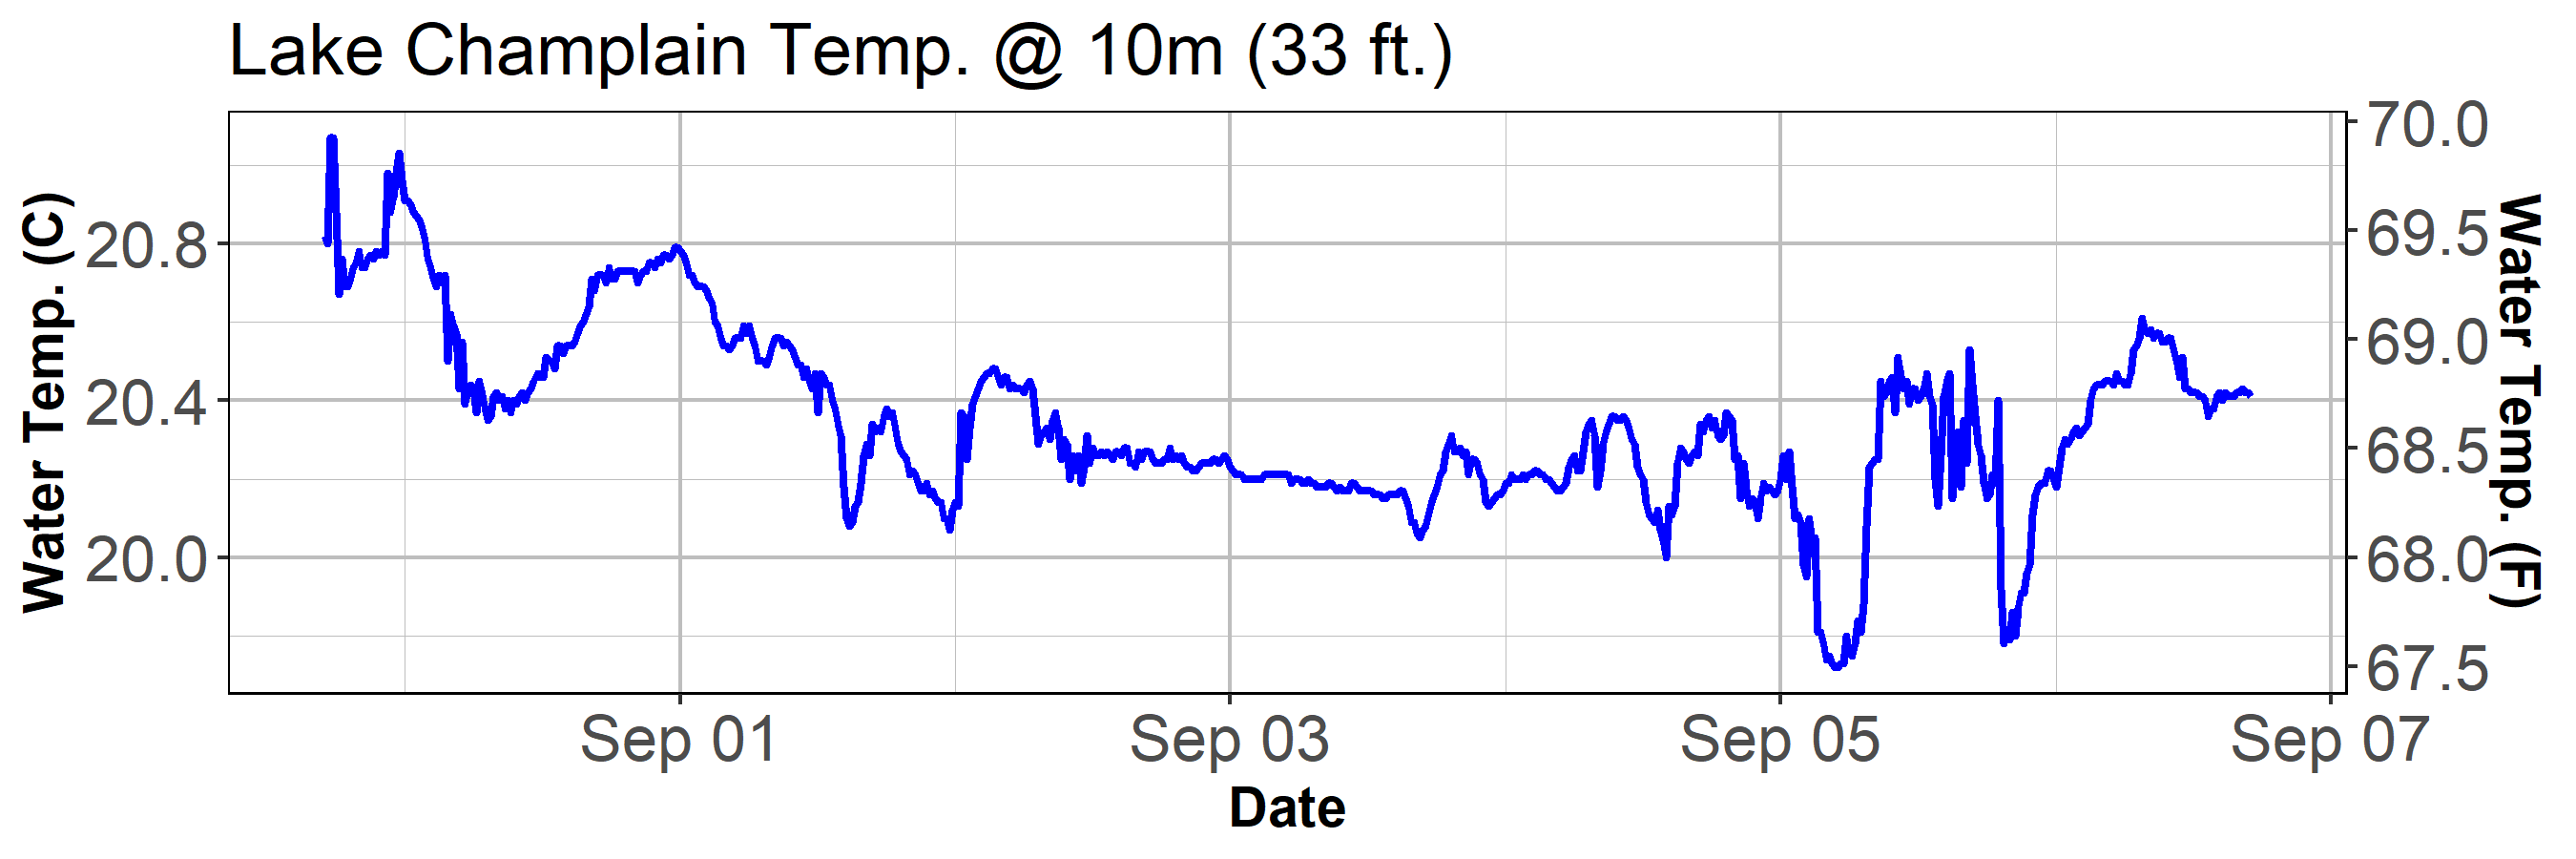 Lake Champlain Temp. @ 10m (33 ft.)
Water Temp. (C)
20.8
20.4
20.0
70.0
69.5
69.0
68.5
68.0
67.5
Water Temp. (F)
Sep 01
Sep 03
Sep 05
Sep 07
Date